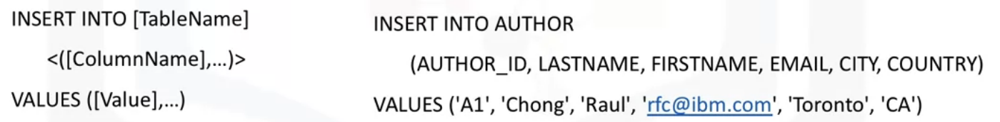 INSERT INTO [TableName]
<([ColumnName],...)>
VALUES ([Value],...)
INSERT INTO AUTHOR
(AUTHOR_ID, LASTNAME, FIRSTNAME, EMAIL, CITY, COUNTRY)
VALUES ('A1', 'Chong', 'Raul', 'rfc@ibm.com', 'Toronto', 'CA')